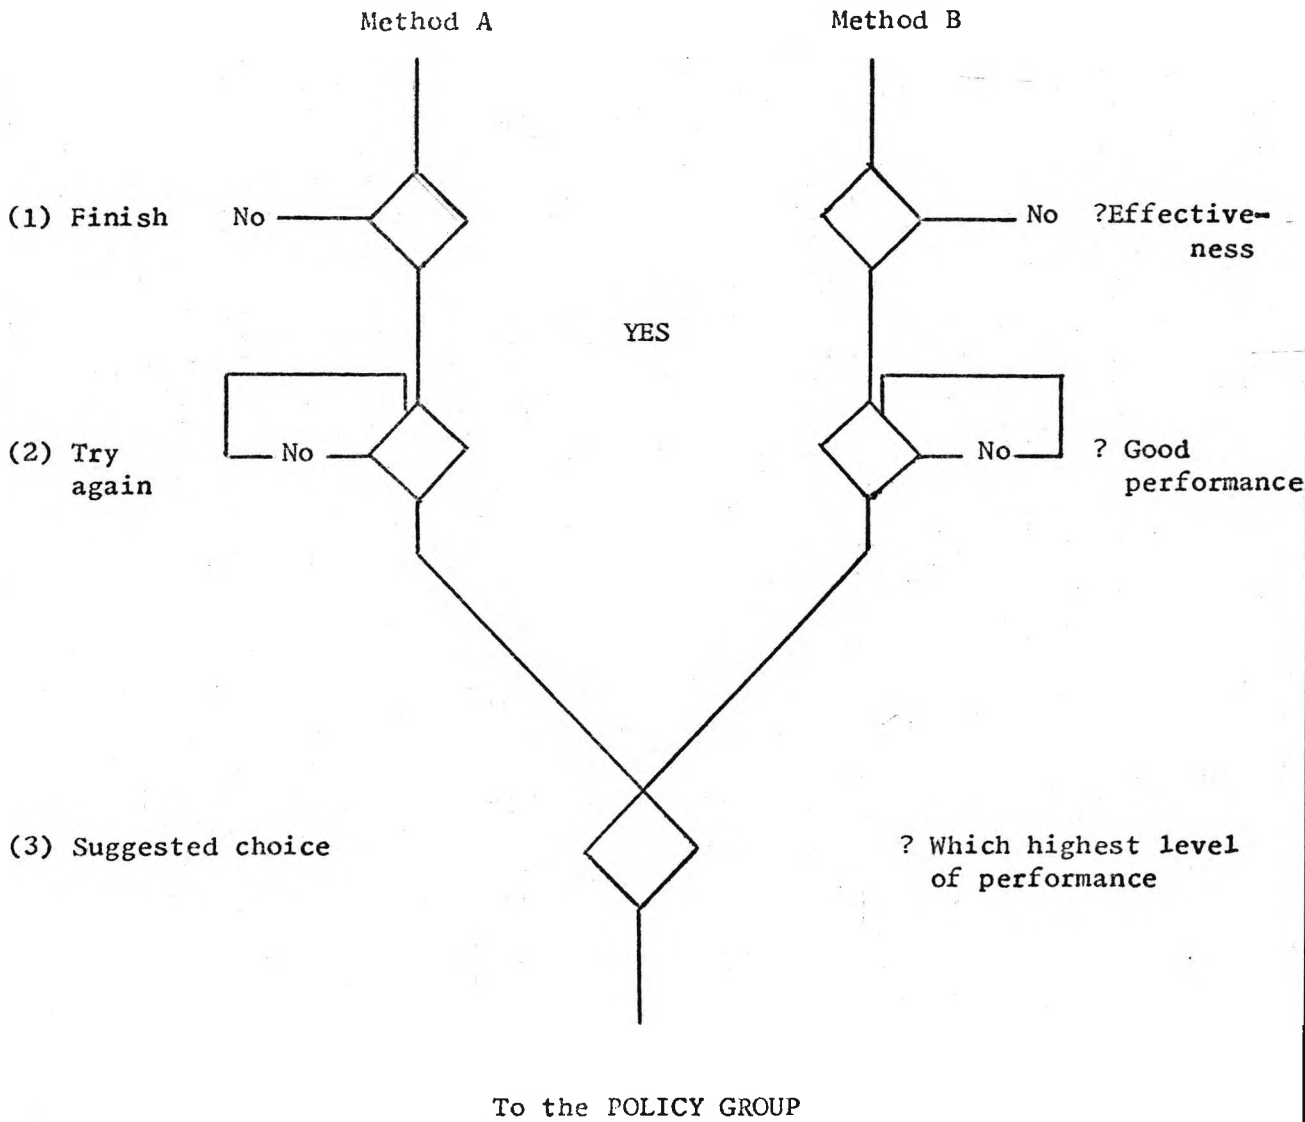 Method A
Method B
(1) Finish
No
No
?Effective-
ness
YES
(2) Try
again
No
No
? Good
performance
(3) Suggested choice
? Which highest level
of performance
To the POLICY GROUP